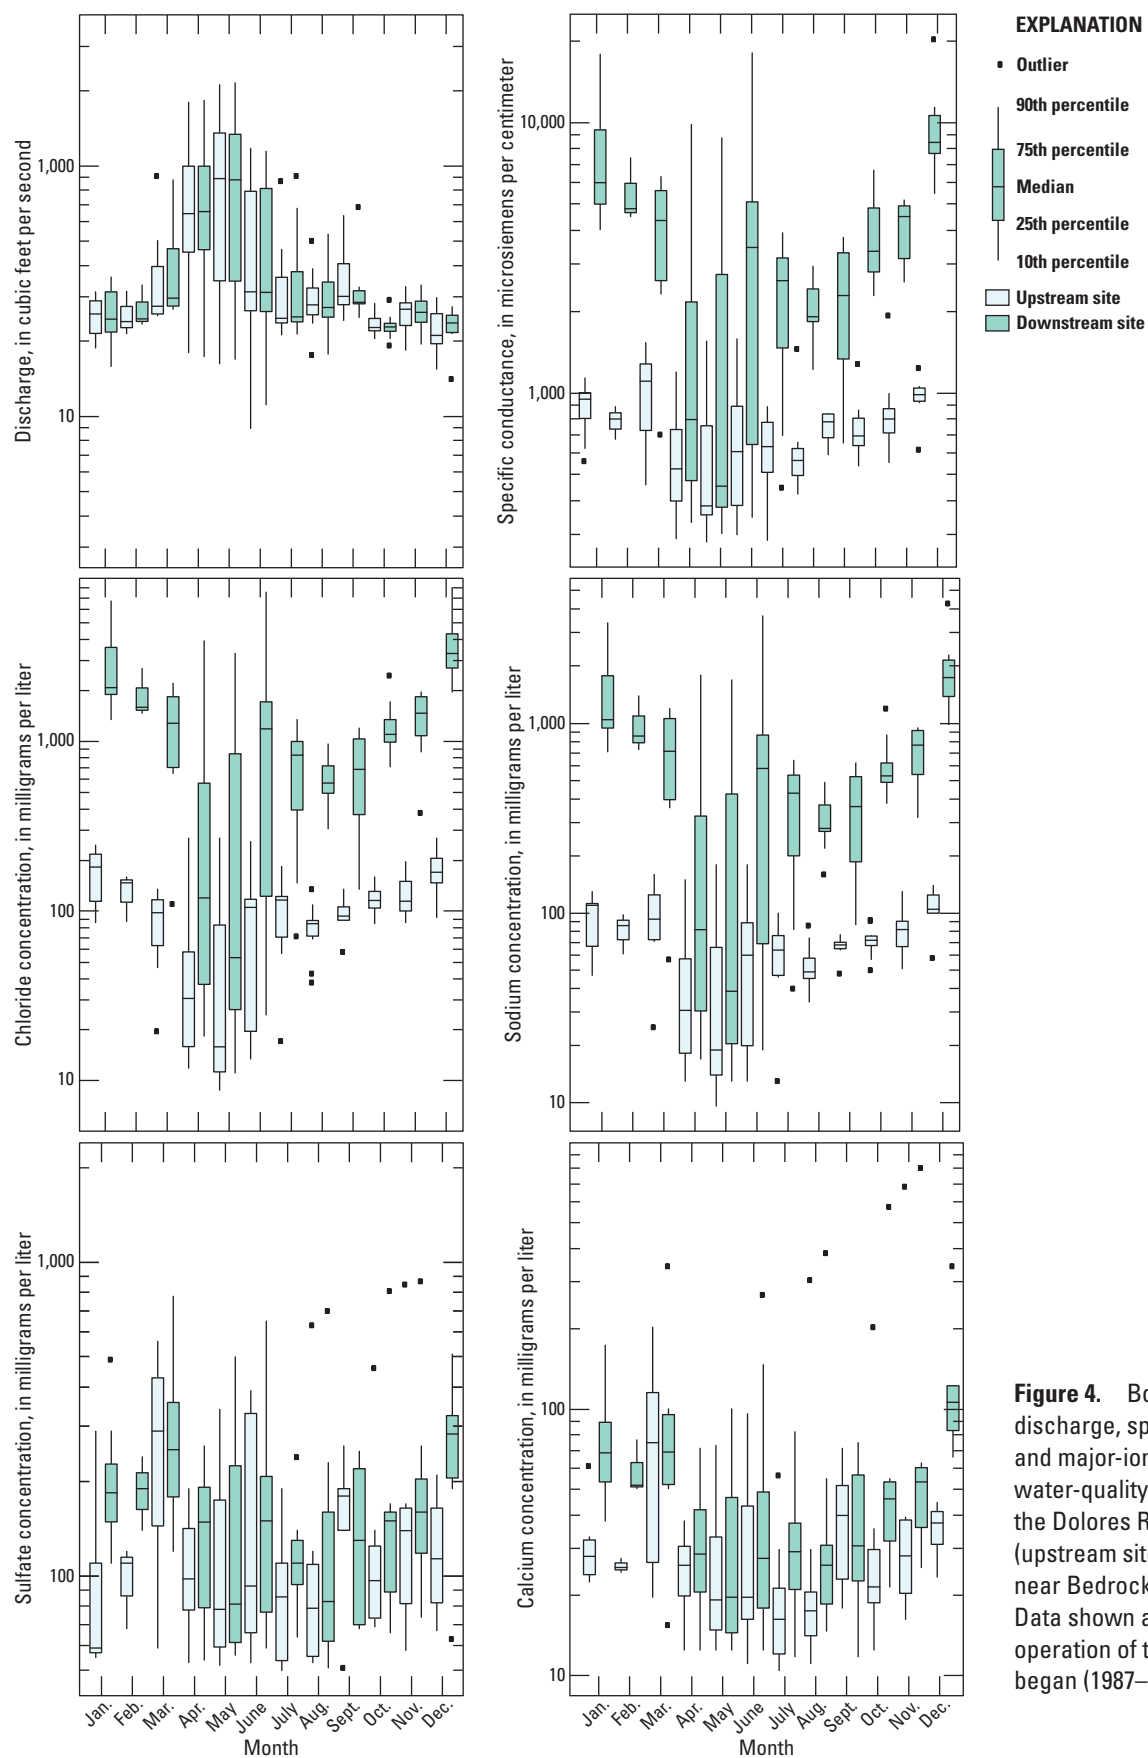 Discharge, in cubic feet per second
1,000
10
Specific conductance, in microsiemens per centimeter
10,000
1,000
EXPLANATION
Outlier
90th percentile
75th percentile
Median
25th percentile
10th percentile
Upstream site
Downstream site
Chloride concentration, in milligrams per liter
1,000
100
10
Sodium concentration, in milligrams per liter
1,000
100
10
Sulfate concentration, in milligrams per liter
1,000
100
Jan. Feb. Mar. Apr. May June July Aug. Sept. Oct. Nov. Dec.
Month
Calcium concentration, in milligrams per liter
100
10
Jan. Feb. Mar. Apr. May June July Aug. Sept. Oct. Nov. Dec.
Month
Figure 4. Bo
discharge, sp
and major-ion
water-quality
the Dolores R
(upstream site
near Bedrock
Data shown a
operation of t
began (1987–